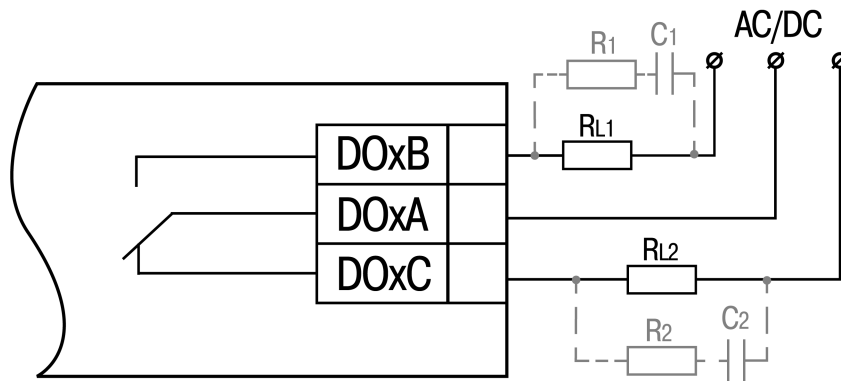 AC/DC
R1
C1
RL1
DOxB
DOxA
DOxC
RL2
R2
C2